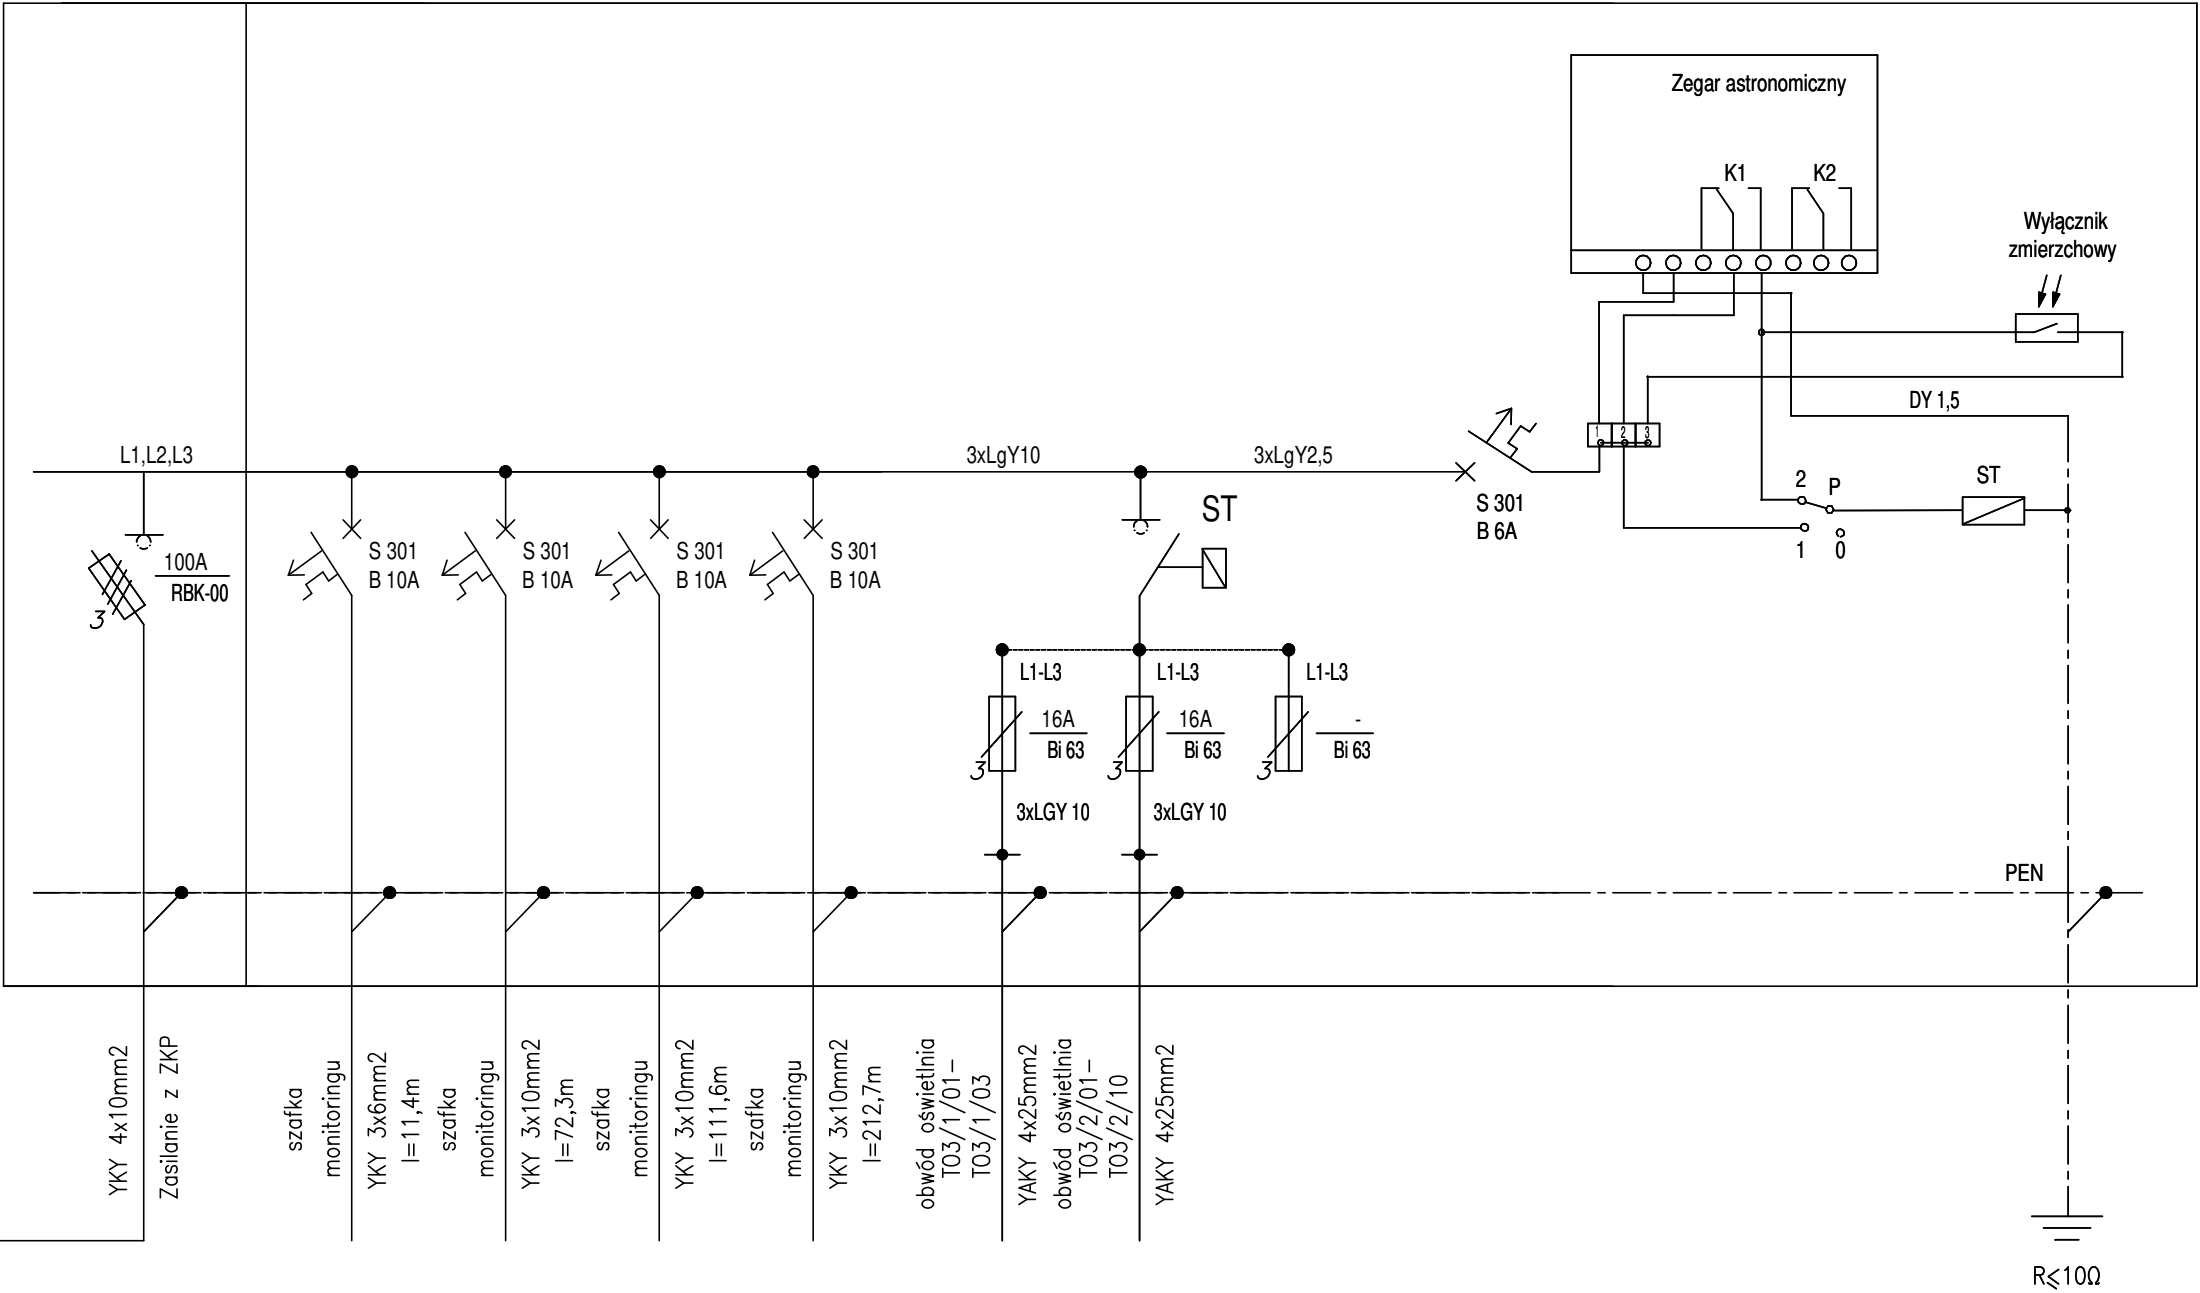 Zegar astronomiczny
K1
K2
Wyłącznik
zmierzchowy
DY 1,5
L1,L2,L3
3xLgY10
3xLgY2,5
1
2
3
S 301
B 6A
2
P
1
0
ST
ST
100A
RBK-00
3
S 301
B 10A
S 301
B 10A
S 301
B 10A
S 301
B 10A
L1-L3
L1-L3
L1-L3
16A
Bi 63
3
16A
Bi 63
3
-
Bi 63
3
3xLGY 10
3xLGY 10
PEN
YKY 4x10mm2
Zasilanie z ZKP
szafka
monitoringu
YKY 3x6mm2
l=11,4m
szafka
monitoringu
YKY 3x10mm2
l=72,3m
szafka
monitoringu
YKY 3x10mm2
l=111,6m
szafka
monitoringu
YKY 3x10mm2
l=212,7m
obwód oświetlnia
TO3/1/01-
TO3/1/03
YAKY 4x25mm2
obwód oświetlnia
TO3/2/01-
TO3/2/10
YAKY 4x25mm2
R⩽10Ω